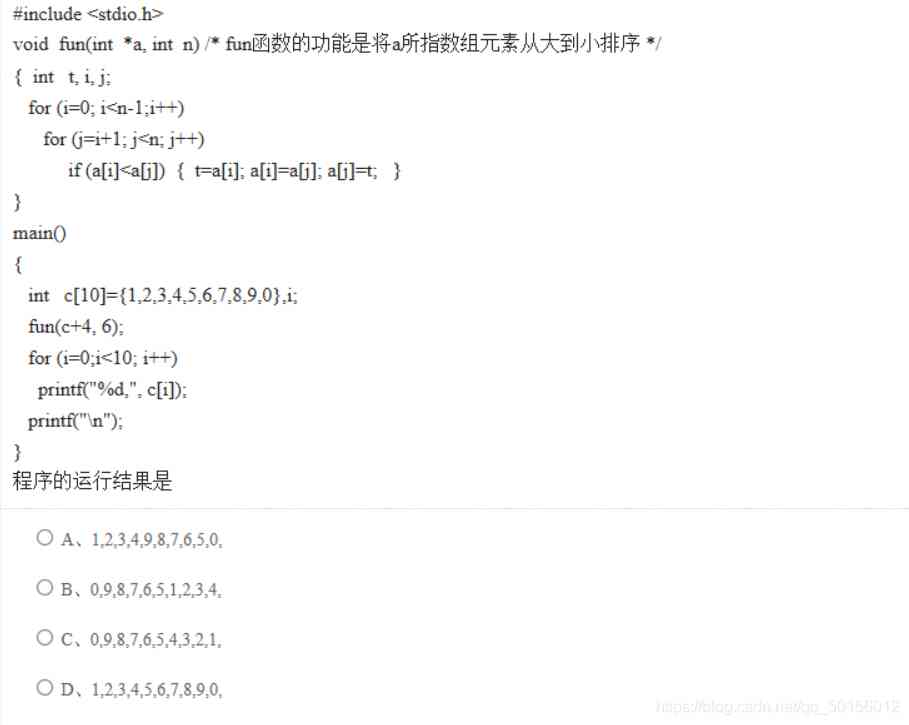 #include <stdio.h>
void fun(int *a, int n) /* fun函数的功能是将a所指数组元素从大到小排序 */
{ int t, i, j;
for (i=0; i<n-1;i++)
for (j=i+1; j<n; j++)
if (a[i]<a[j]) { t=a[i]; a[i]=a[j]; a[j]=t; }
}
main()
{
int c[10]={1,2,3,4,5,6,7,8,9,0},i;
fun(c+4, 6);
for (i=0;i<10; i++)
printf("%d,", c[i]);
printf("\n");
}
程序的运行结果是
A、1,2,3,4,9,8,7,6,5,0,
B、0,9,8,7,6,5,1,2,3,4,
C、0,9,8,7,6,5,4,3,2,1,
D、1,2,3,4,5,6,7,8,9,0,
https://blog.csdn.net/qq_50156012